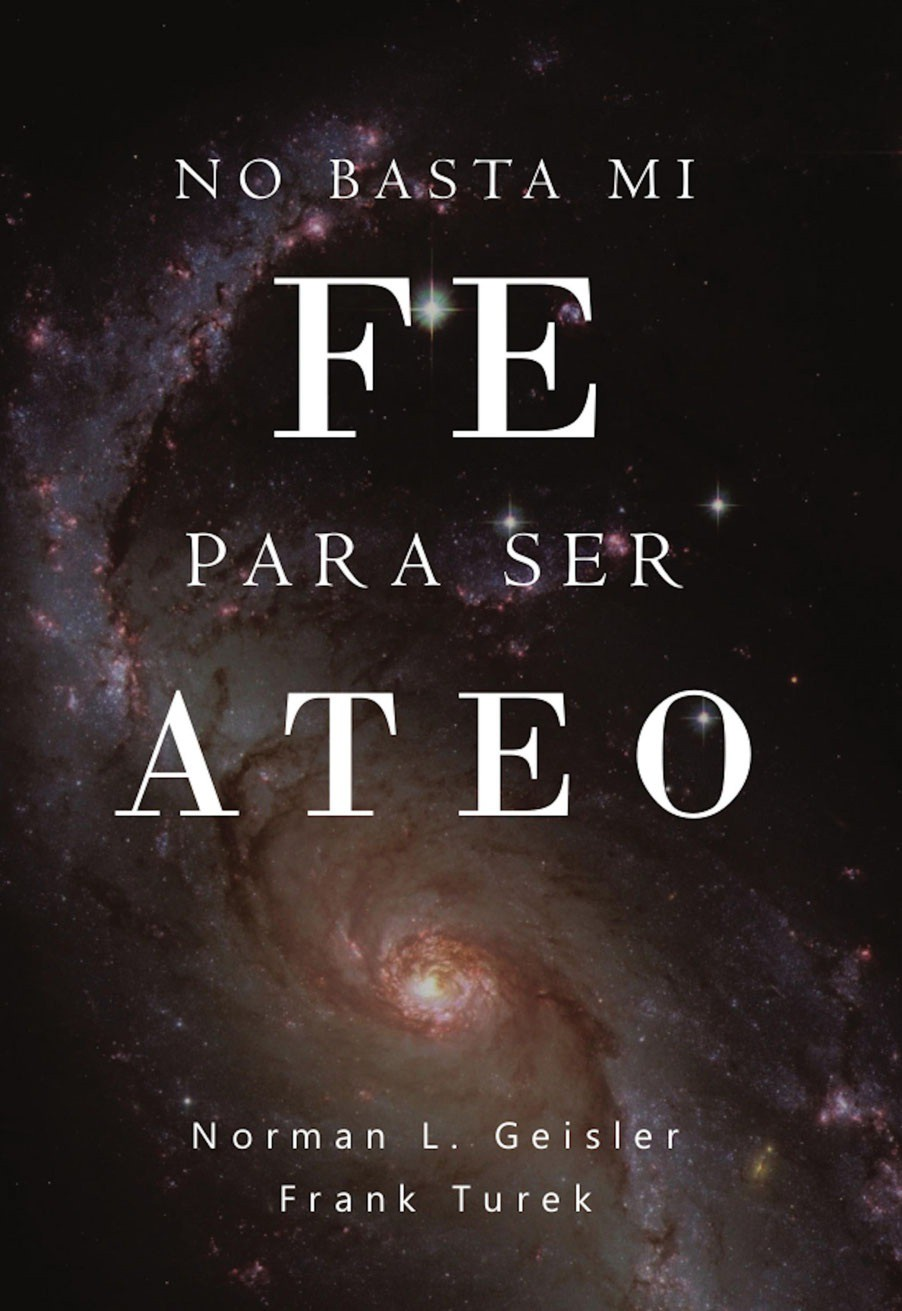 NO BASTA MI
FE
PARA SER
ATEO
Norman L. Geisler
Frank Turek